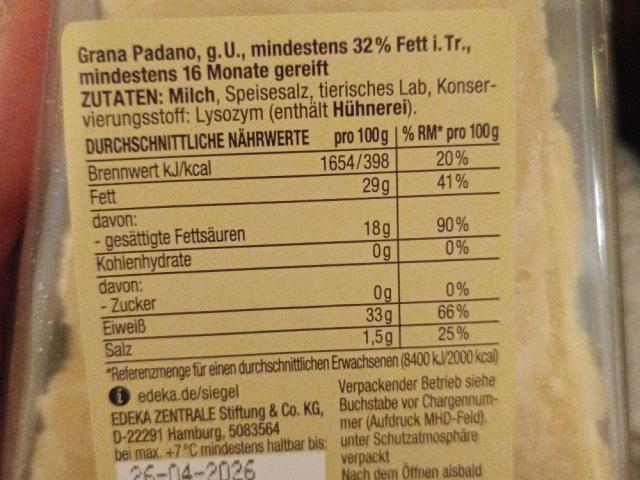 Grana Padano, g.U., mindestens 32% Fett i.Tr.,
mindestens 16 Monate gereift
ZUTATEN: Milch, Speisesalz, tierisches Lab, Konser-
vierungsstoff: Lysozym (enthält Hühnerei).
DURCHSCHNITTLICHE NÄHRWERTE pro 100g % RM* pro 100g
Brennwert kJ/kcal 1654/398 20%
Fett 29g 41%
davon:
- gesättigte Fettsäuren 18g 90%
Kohlenhydrate 0g 0%
davon:
- Zucker 0g 0%
Eiweiß 33g 66%
Salz 1,5g 25%
*Referenzmenge für einen durchschnittlichen Erwachsenen (8400 kJ/2000 kcal)
i edeka.de/siegel
EDEKA ZENTRALE Stiftung & Co. KG,
D-22291 Hamburg, 5083564
bei max. +7°C mindestens haltbar bis:
26-04-2026
Verpackender Betrieb siehe
Buchstabe vor Chargennum-
mer (Aufdruck MHD-Feld).
unter Schutzatmosphäre
verpackt
Nach dem Öffnen alsbald